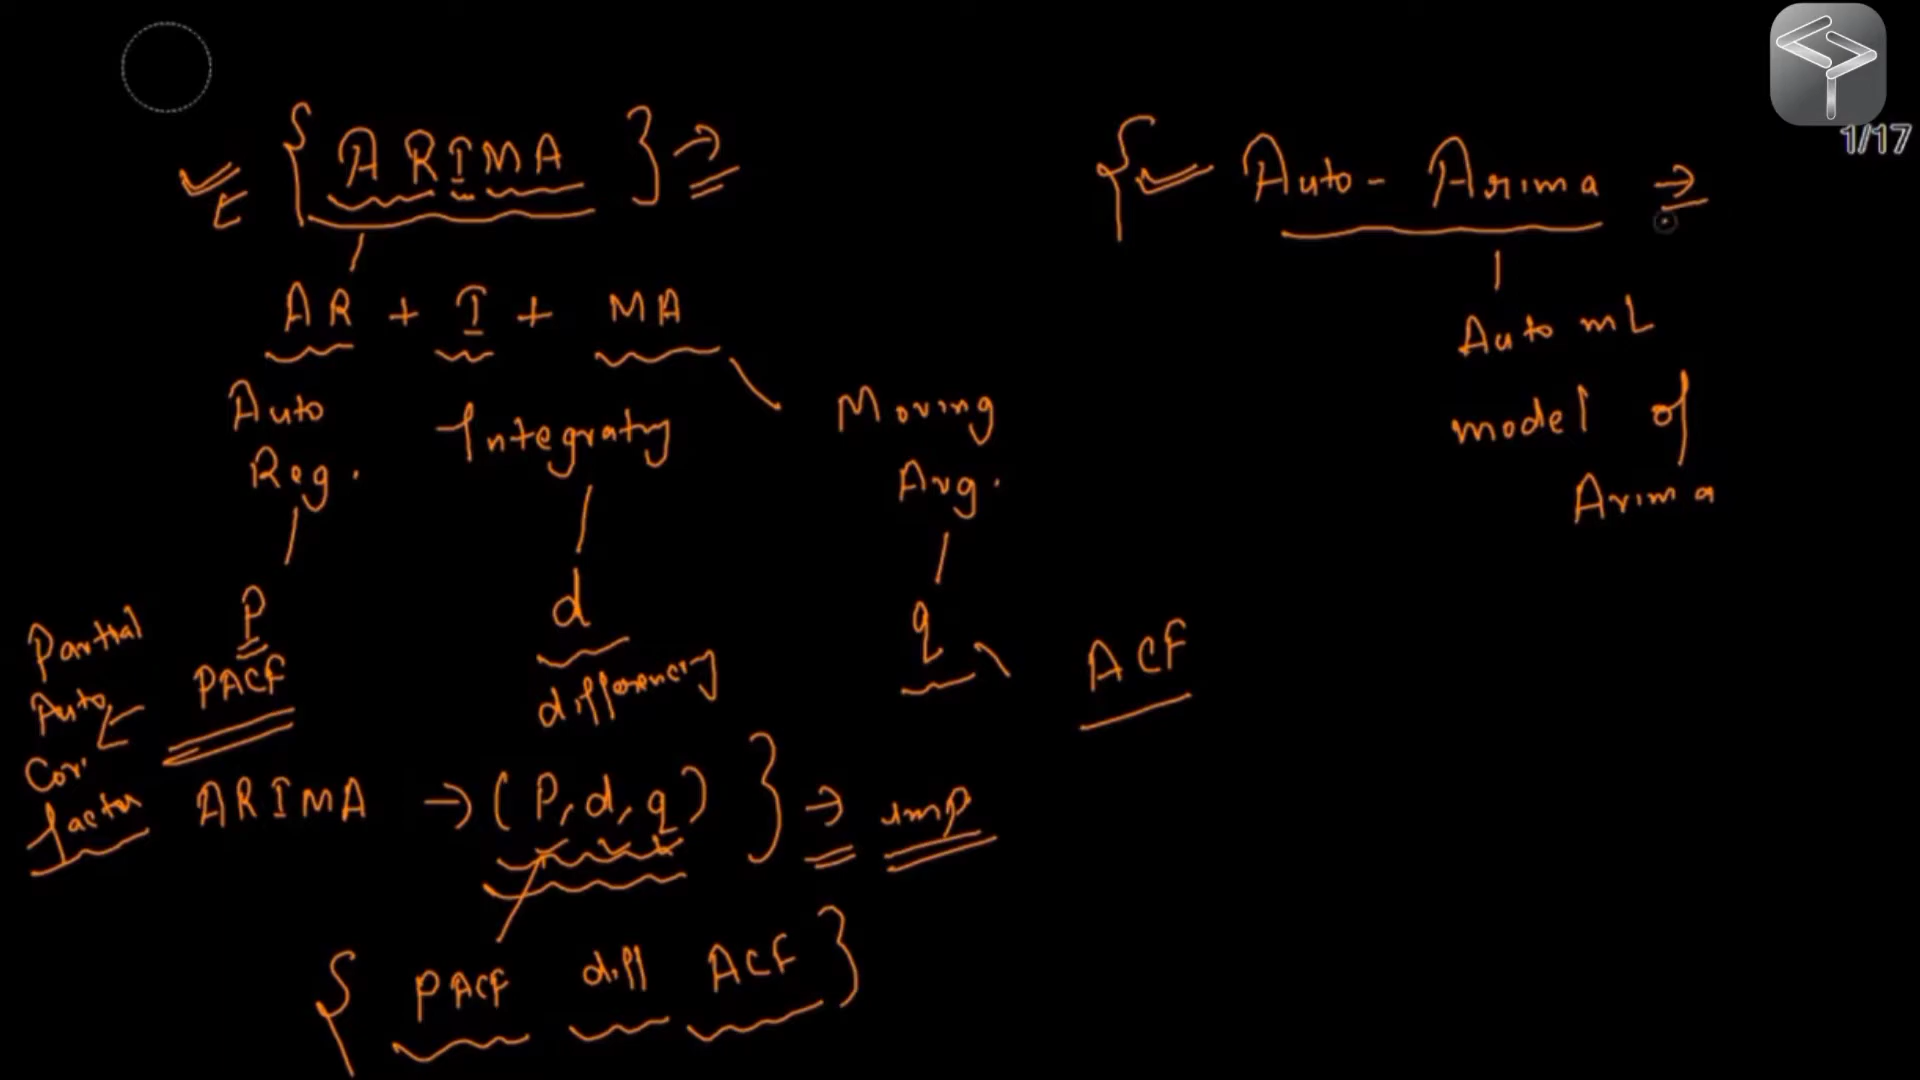 { ARIMA } →
AR + I + MA
Auto Reg.
Integratng
Moving Avg.
P
PACF
Partial
Auto
Cor.
factor
d
differencing
q
ACF
ARIMA → (P, d, q) } → imp
{ PACF diff ACF }
{ Auto - Arima →
Auto mL
model of
Arima
1/17